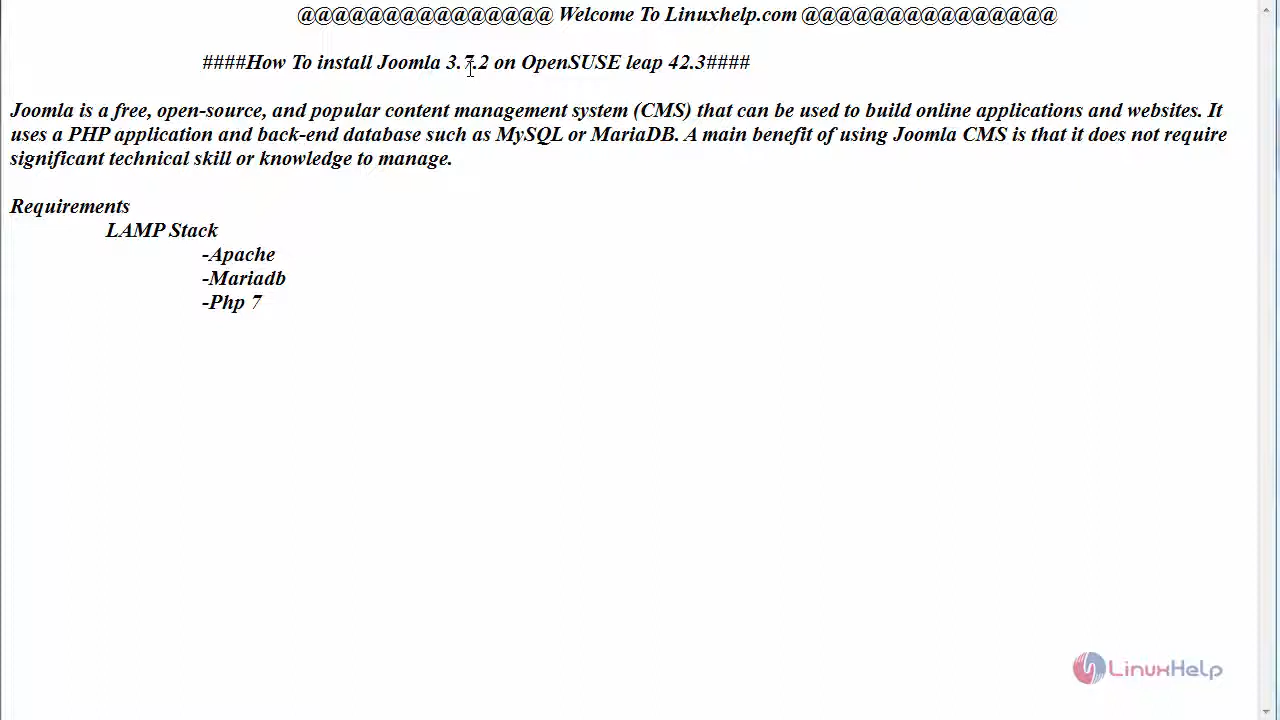 @@@@@@@@@@@@@@@ Welcome To Linuxhelp.com @@@@@@@@@@@@@@@
####How To install Joomla 3.7.2 on OpenSUSE leap 42.3####
Joomla is a free, open-source, and popular content management system (CMS) that can be used to build online applications and websites. It
uses a PHP application and back-end database such as MySQL or MariaDB. A main benefit of using Joomla CMS is that it does not require
significant technical skill or knowledge to manage.
Requirements
LAMP Stack
-Apache
-Mariadb
-Php 7
LinuxHelp